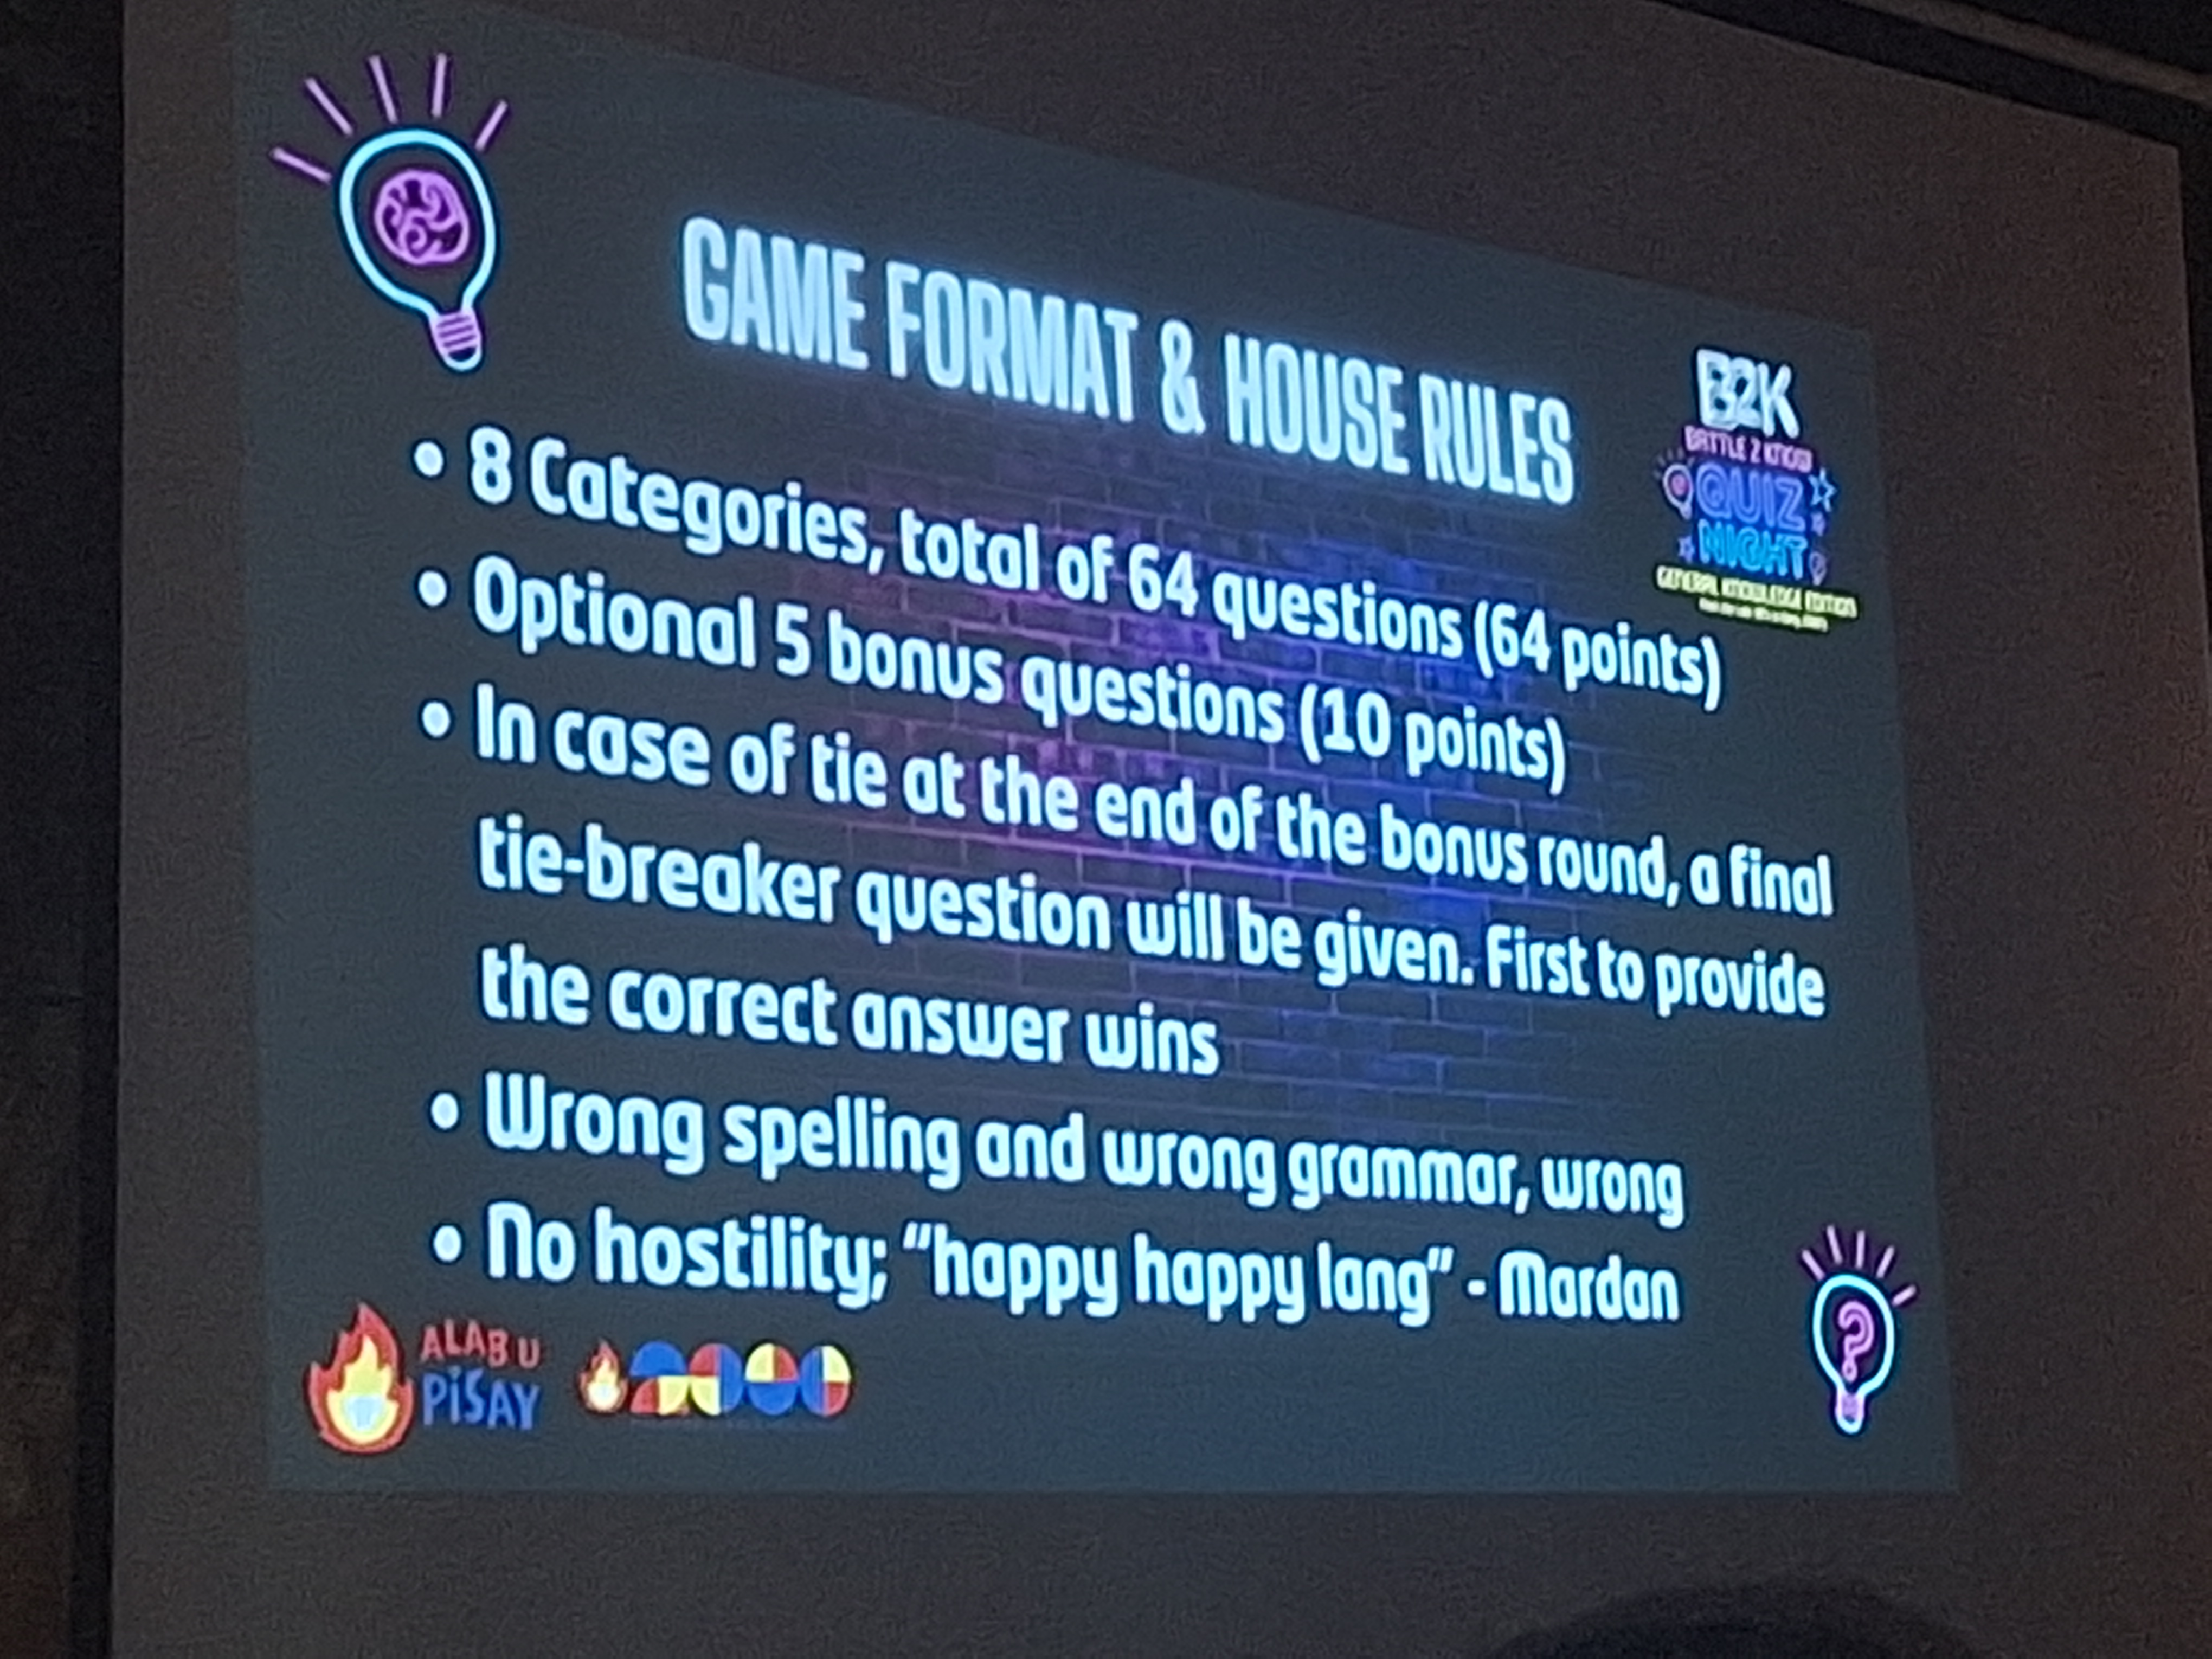 GAME FORMAT & HOUSE RULES
B2K
BATTLE 2 KNOW
QUIZ
NIGHT
GENERAL KNOWLEDGE EDITION
• 8 Categories, total of 64 questions (64 points)
• Optional 5 bonus questions (10 points)
• In case of tie at the end of the bonus round, a final
tie-breaker question will be given. First to provide
the correct answer wins
• Wrong spelling and wrong grammar, wrong
• No hostility; “happy happy lang” - Mardan
?
ALAB U
PiSAY